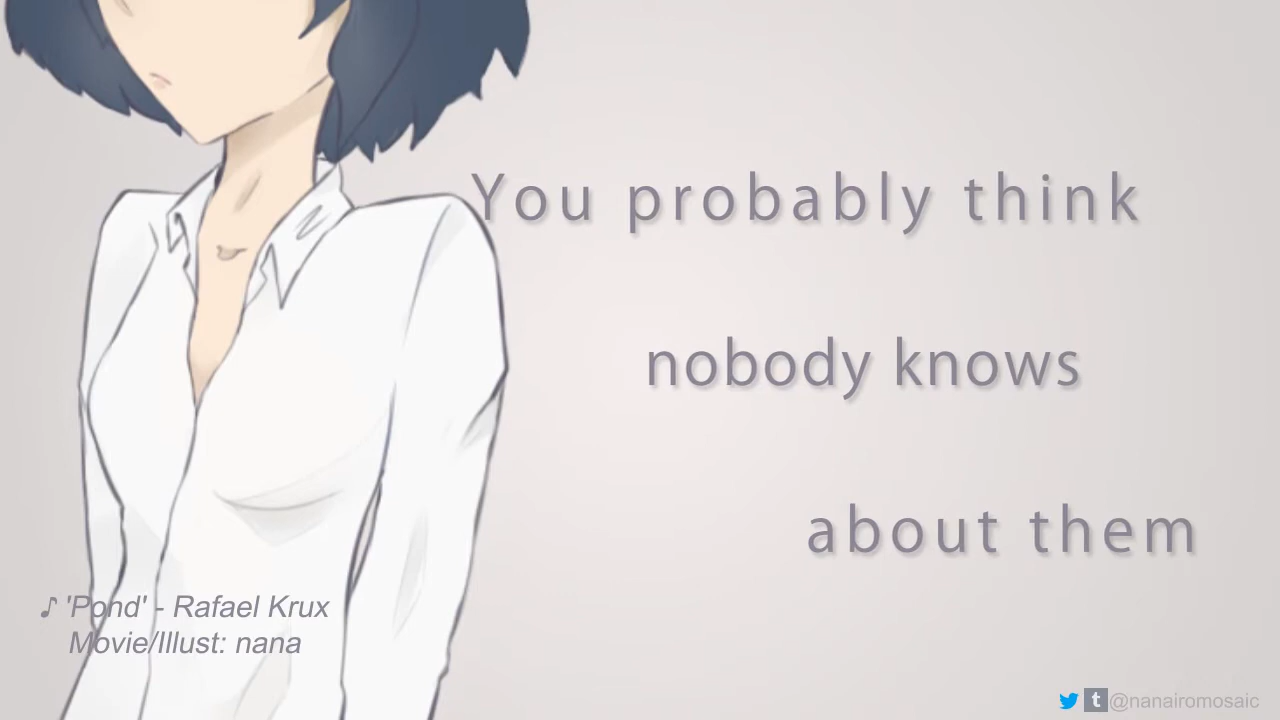 You probably think
nobody knows
about them
♪ 'Pond' - Rafael Krux
Movie/Illust: nana
t @nanairomosaic